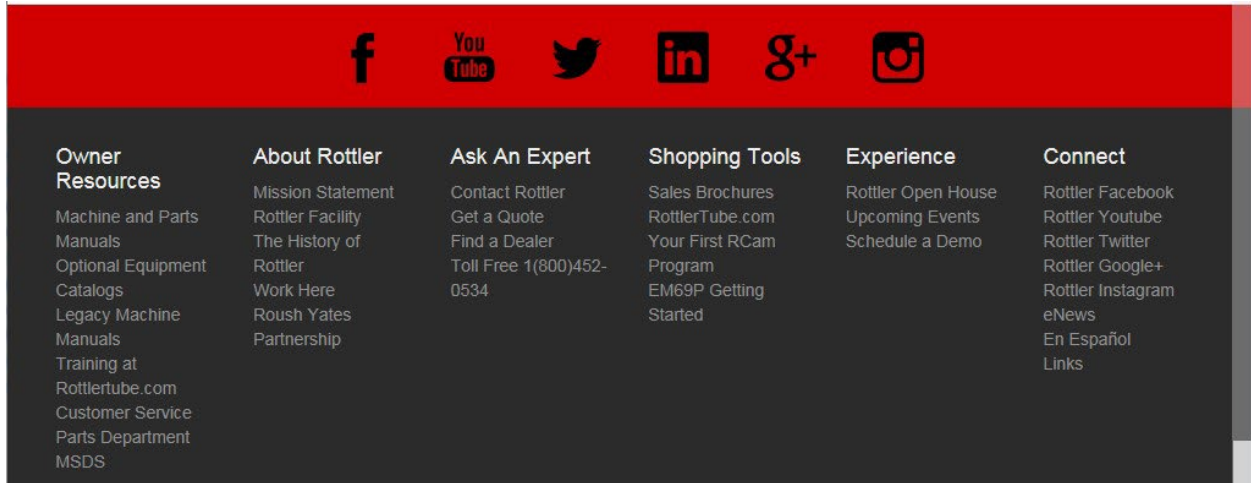 f
You
Tube
in
g+
Owner
Resources
Machine and Parts
Manuals
Optional Equipment
Catalogs
Legacy Machine
Manuals
Training at
Rottlertube.com
Customer Service
Parts Department
MSDS
About Rottler
Mission Statement
Rottler Facility
The History of
Rottler
Work Here
Roush Yates
Partnership
Ask An Expert
Contact Rottler
Get a Quote
Find a Dealer
Toll Free 1(800)452-
0534
Shopping Tools
Sales Brochures
RottlerTube.com
Your First RCam
Program
EM69P Getting
Started
Experience
Rottler Open House
Upcoming Events
Schedule a Demo
Connect
Rottler Facebook
Rottler Youtube
Rottler Twitter
Rottler Google+
Rottler Instagram
eNews
En Español
Links